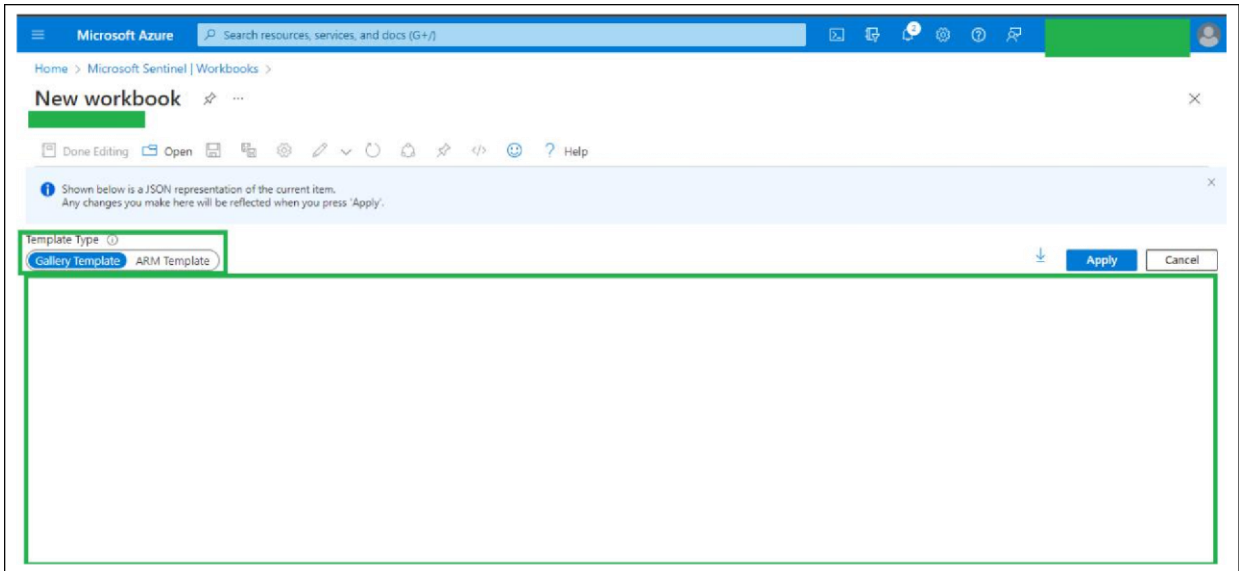 Microsoft Azure
Search resources, services, and docs (G+/)
2
Home > Microsoft Sentinel | Workbooks >
New workbook
Done Editing Open Help
Shown below is a JSON representation of the current item.
Any changes you make here will be reflected when you press 'Apply'.
Template Type
Gallery Template ARM Template Apply Cancel